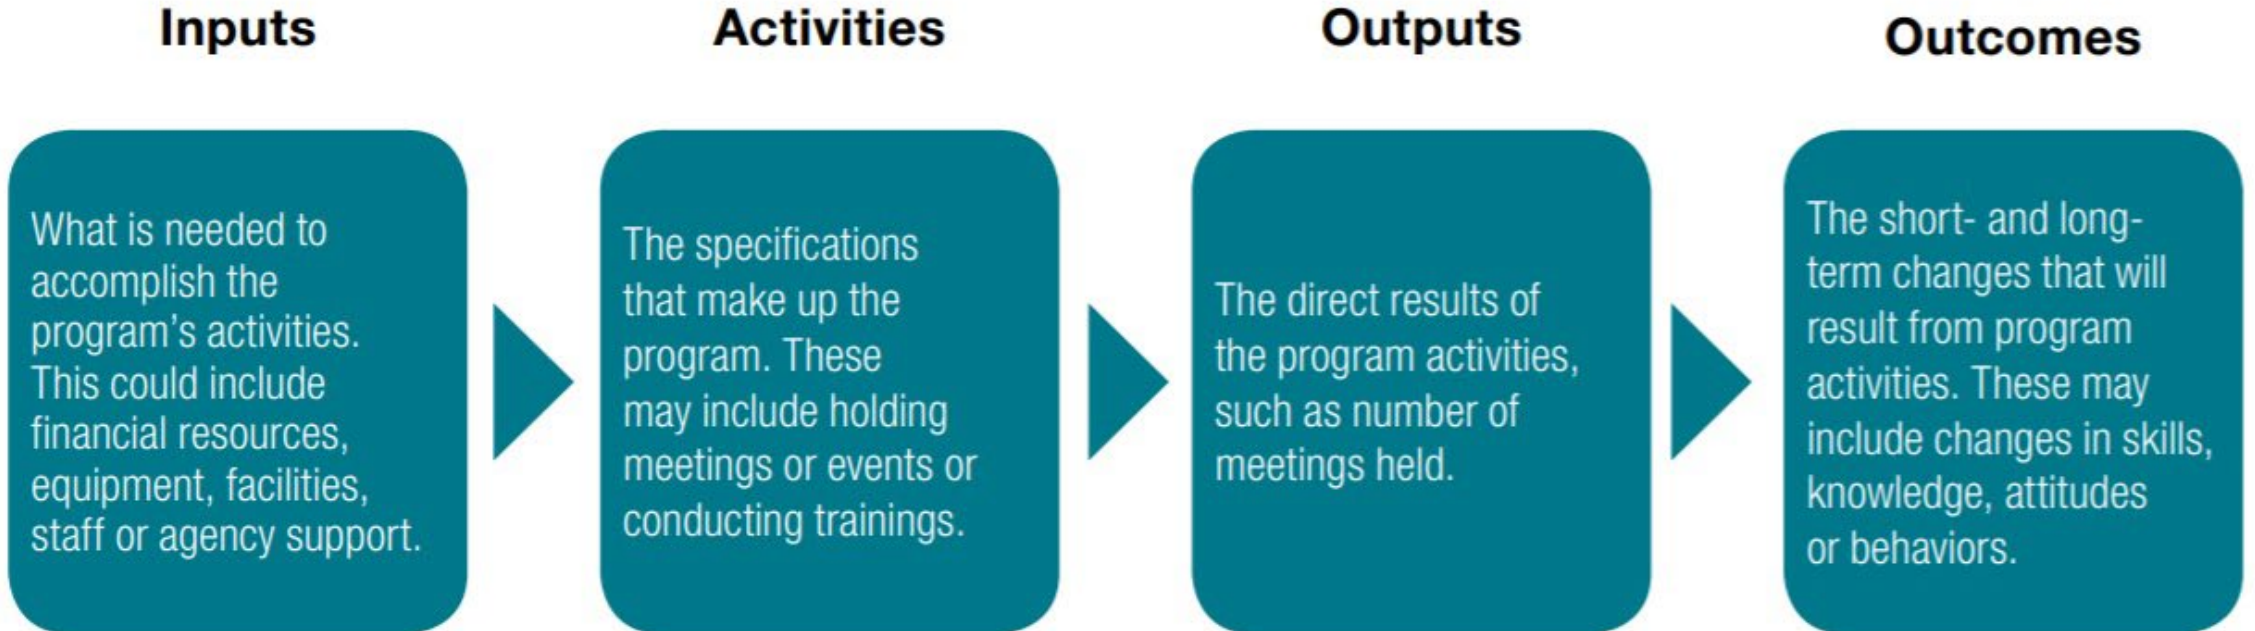 Inputs
Activities
Outputs
Outcomes
What is needed to
accomplish the
program’s activities.
This could include
financial resources,
equipment, facilities,
staff or agency support.
The specifications
that make up the
program. These
may include holding
meetings or events or
conducting trainings.
The direct results of
the program activities,
such as number of
meetings held.
The short- and long-
term changes that will
result from program
activities. These may
include changes in skills,
knowledge, attitudes
or behaviors.